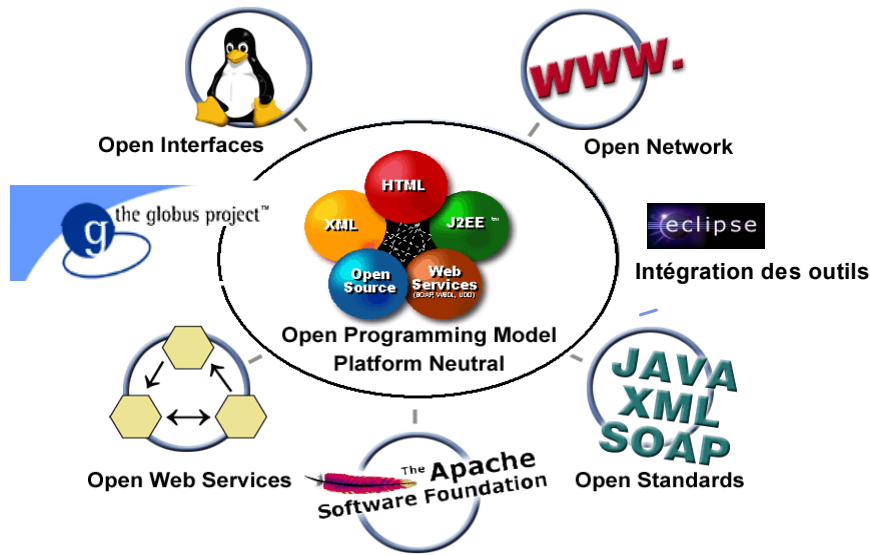 www.
Open Interfaces
Open Network
g the globus project™
HTML
XML
J2EE ™
Open
Source
Web
Services
(SOAP, WSDL, UDDI)
eclipse
Intégration des outils
Open Programming Model
Platform Neutral
JAVA
XML
SOAP
Open Web Services
The Apache
Software Foundation
Open Standards